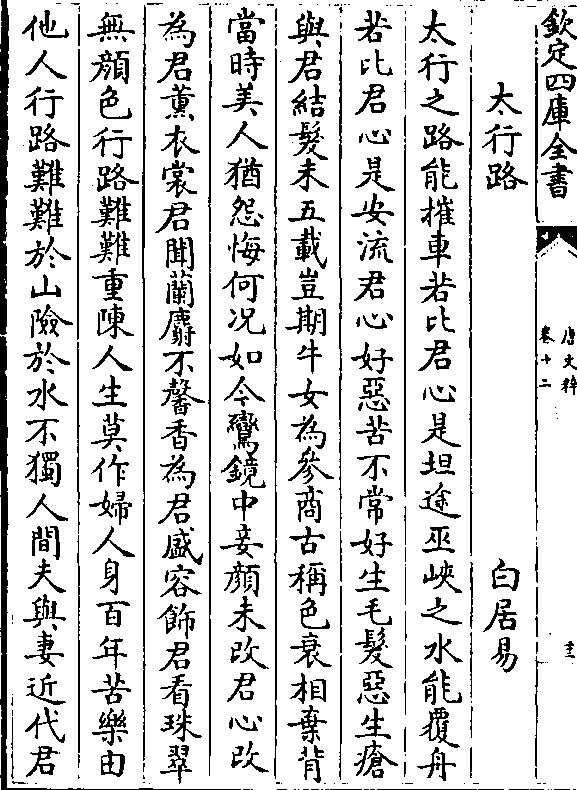 欽定四庫全書
唐文粹
卷十二
太行路 白居易
太行之路能摧車若比君心是坦途巫峽之水能覆舟
若比君心是安流君心好惡苦不常好生毛髮惡生瘡
與君結髮未五載豈期牛女為參商古稱色衰相棄背
當時美人猶怨悔何况如今鸞鏡中妾顔未改君心改
為君薰衣裳君聞蘭麝不馨香為君盛容飾君看珠翠
無顔色行路難難重陳人生莫作婦人身百年苦樂由
他人行路難難於山險於水不獨人間夫與妻近代君